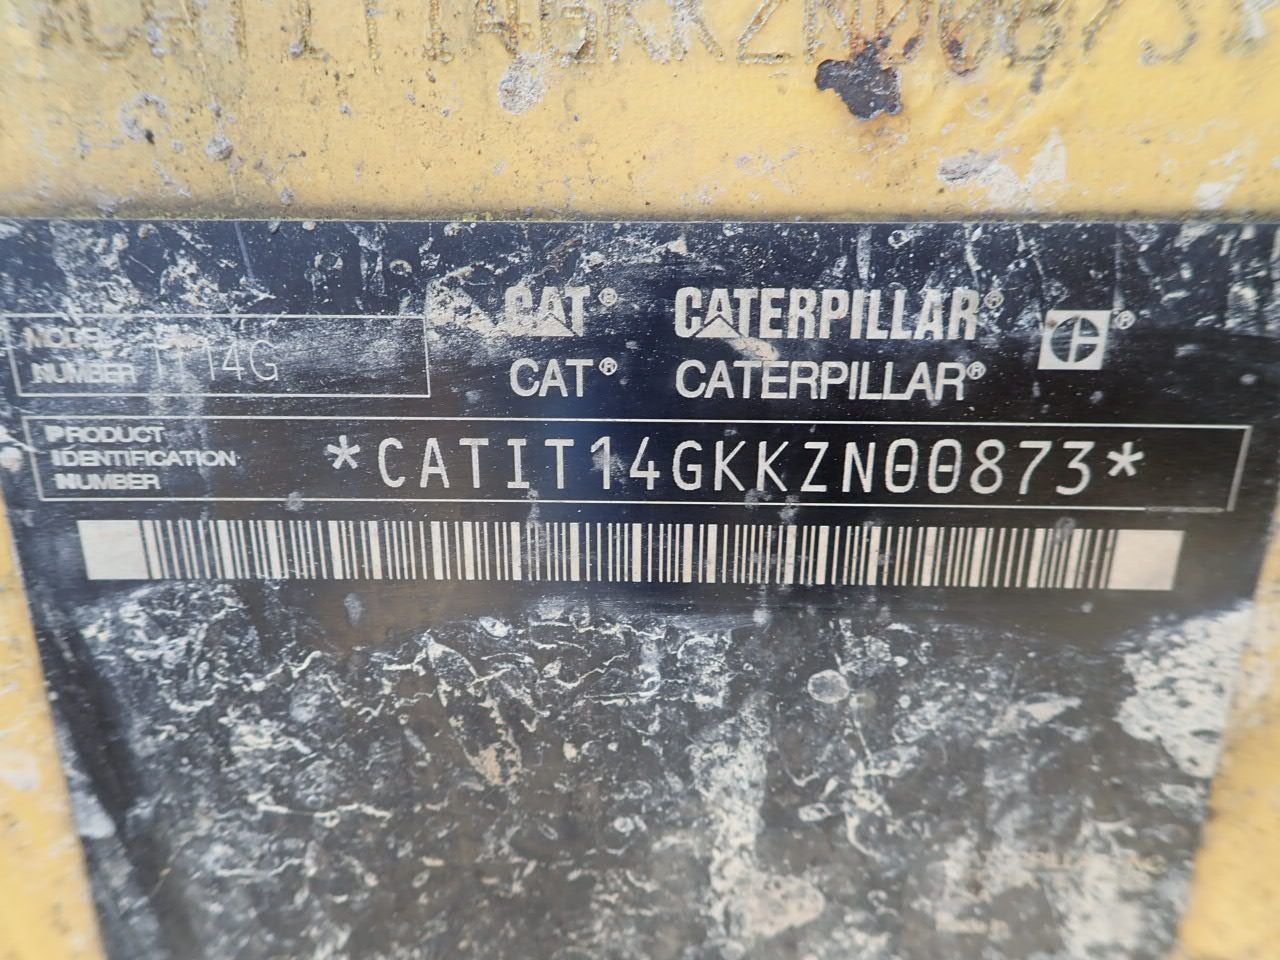 CAT® CATERPILLAR®
CAT® CATERPILLAR®
MODEL
NUMBER IT14G
PRODUCT
IDENTIFICATION
NUMBER
*CATIT14GKKZN00873*